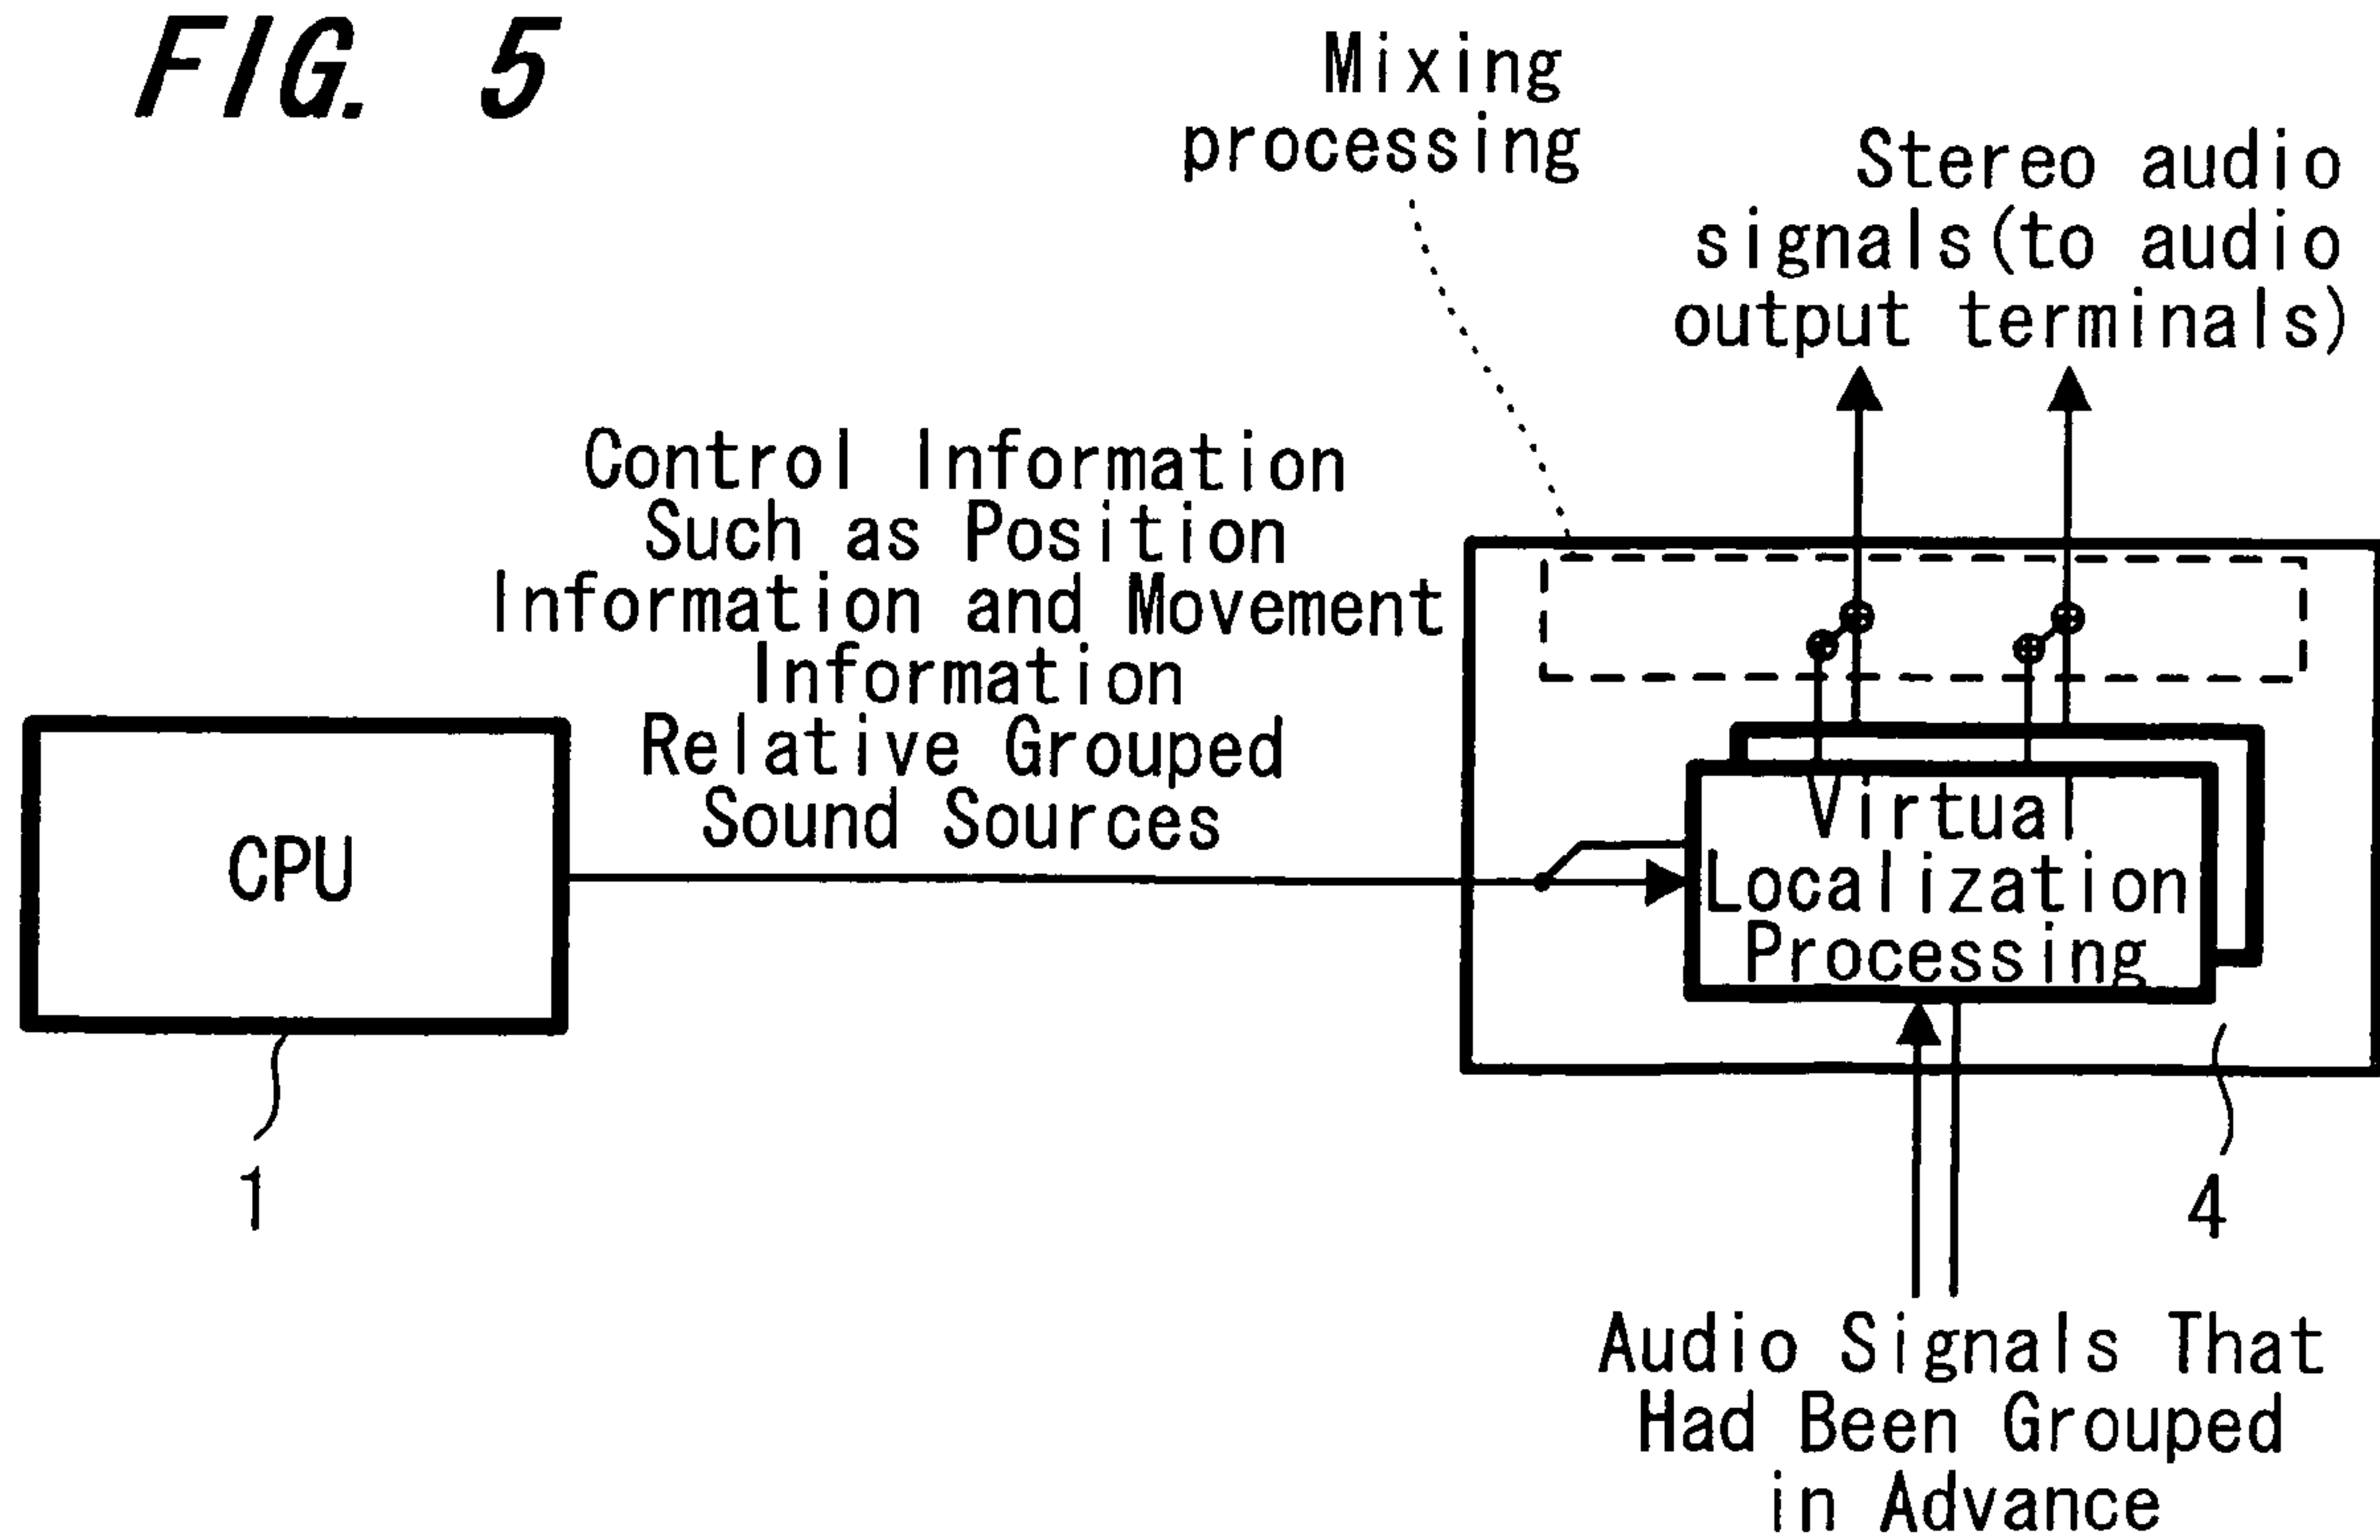 FIG. 5
Mixing
processing
Stereo audio
signals(to audio
output terminals)
Control Information
Such as Position
Information and Movement
Information
Relative Grouped
Sound Sources
CPU
Virtual
Localization
Processing
1
4
Audio Signals That
Had Been Grouped
in Advance